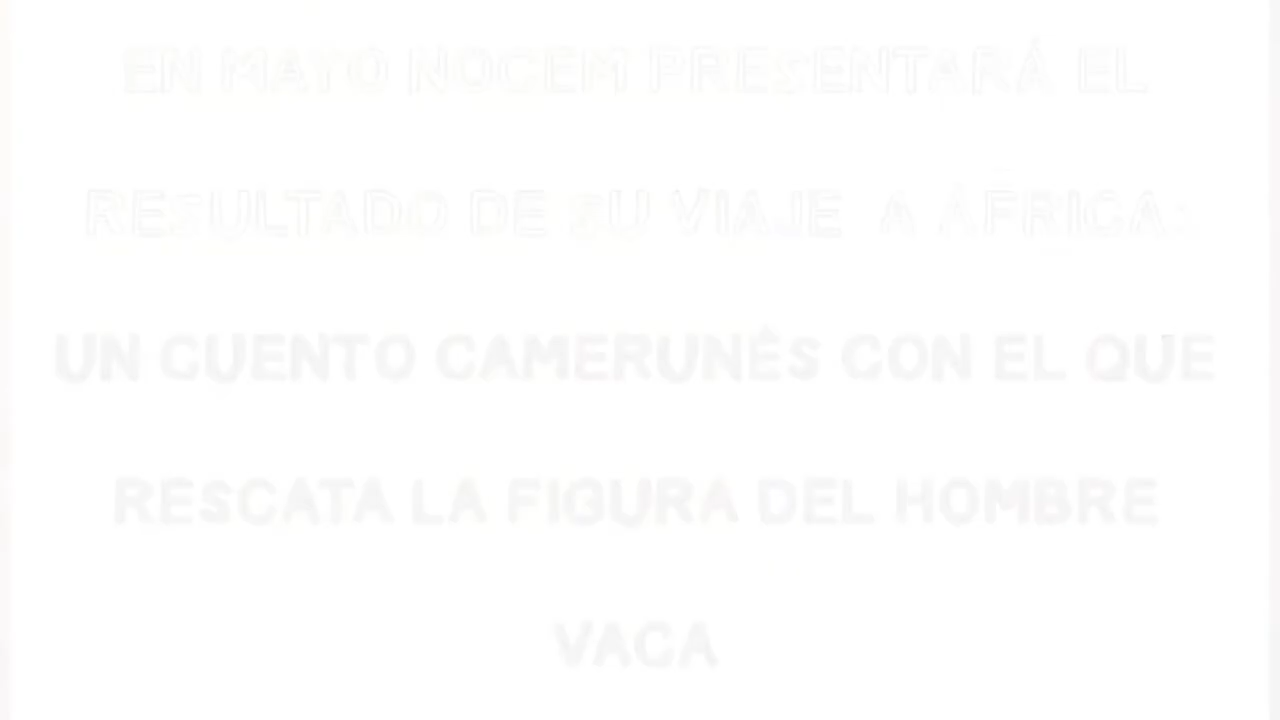 EN MAYO NOCEM PRESENTARÁ EL
RESULTADO DE SU VIAJE A ÁFRICA:
UN CUENTO CAMERUNÉS CON EL QUE
RESCATA LA FIGURA DEL HOMBRE
VACA